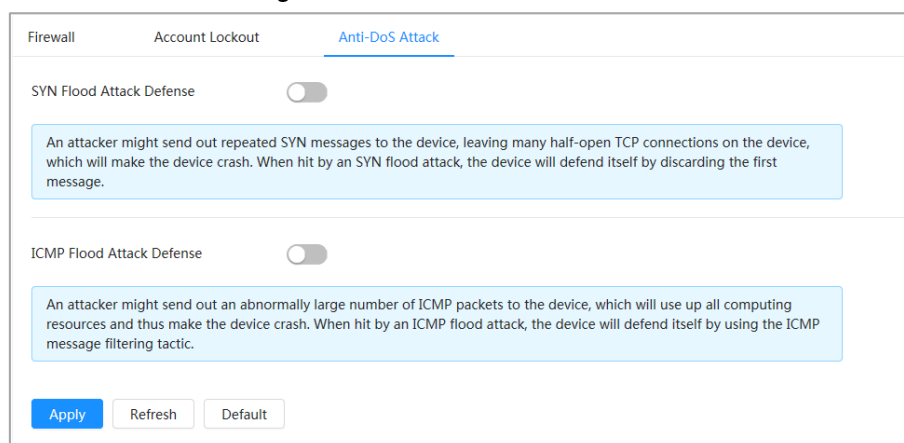 Firewall Account Lockout Anti-DoS Attack
SYN Flood Attack Defense
An attacker might send out repeated SYN messages to the device, leaving many half-open TCP connections on the device,
which will make the device crash. When hit by an SYN flood attack, the device will defend itself by discarding the first
message.
ICMP Flood Attack Defense
An attacker might send out an abnormally large number of ICMP packets to the device, which will use up all computing
resources and thus make the device crash. When hit by an ICMP flood attack, the device will defend itself by using the ICMP
message filtering tactic.
Apply Refresh Default